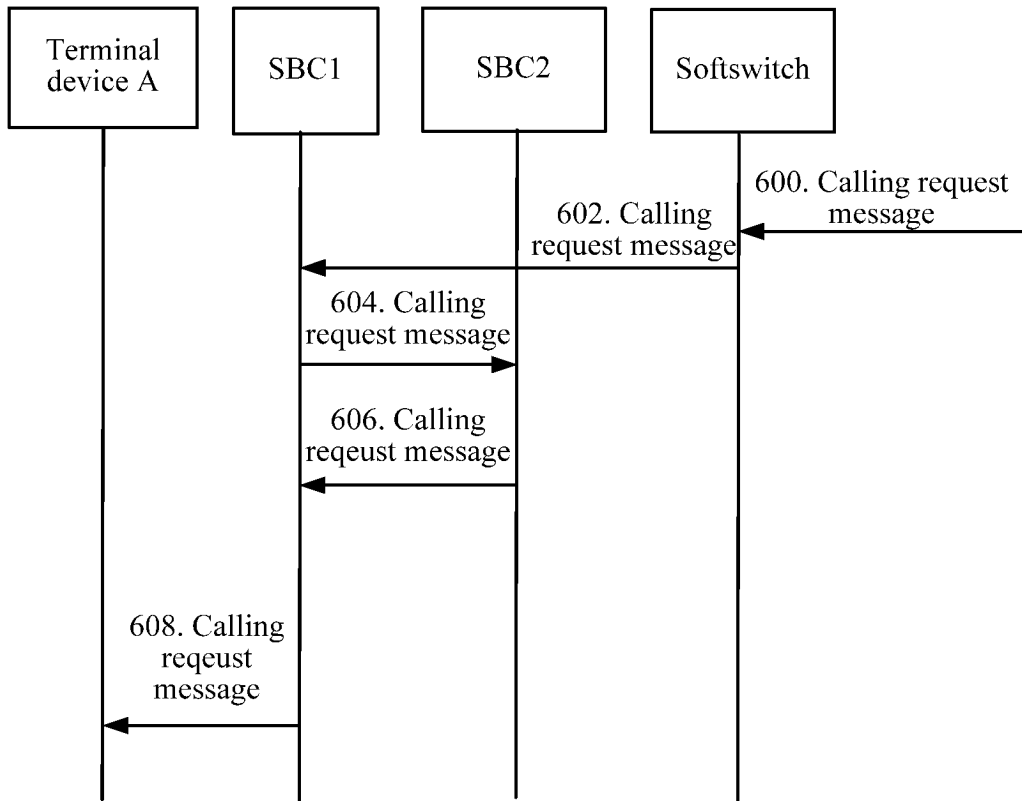 Terminal
device A
SBC1
SBC2
Softswitch
600. Calling request
message
602. Calling
request message
604. Calling
request message
606. Calling
reqeust message
608. Calling
reqeust
message